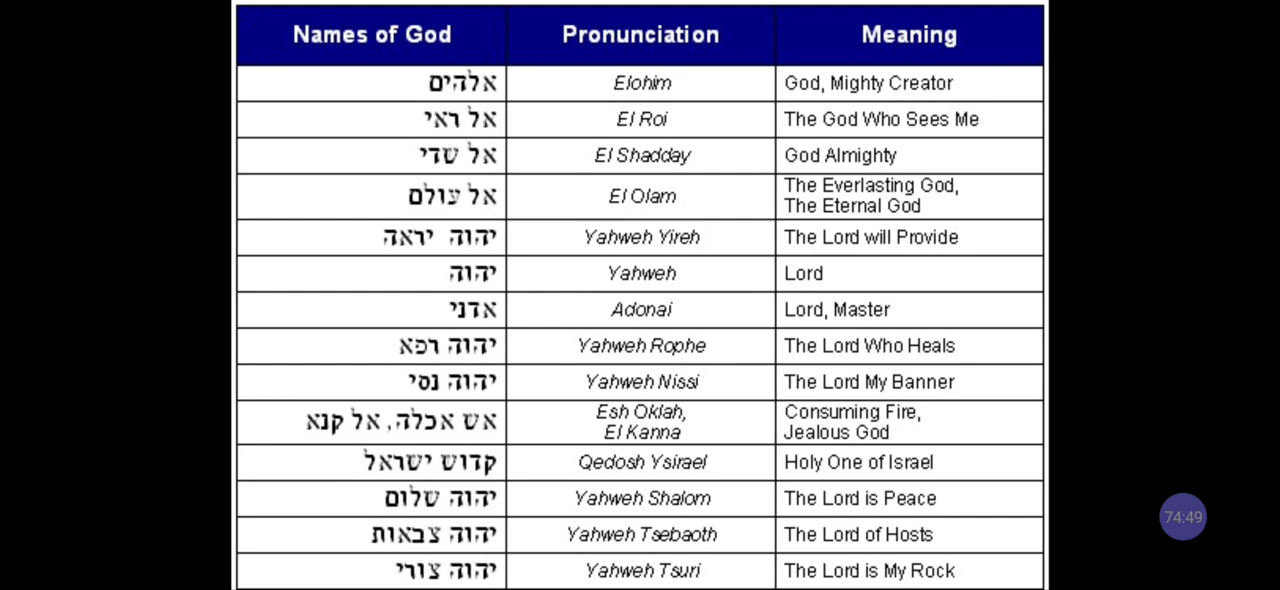 Names of God Pronunciation Meaning
אלהים Elohim God, Mighty Creator
אל ראי El Roi The God Who Sees Me
אל שדי El Shadday God Almighty
אל עולם El Olam The Everlasting God,
The Eternal God
יהוה יראה Yahweh Yireh The Lord will Provide
יהוה Yahweh Lord
אדני Adonai Lord, Master
יהוה רפא Yahweh Rophe The Lord Who Heals
יהוה נסי Yahweh Nissi The Lord My Banner
אש אכלה, אל קנא Esh Oklah, Consuming Fire,
El Kanna Jealous God
קדוש ישראל Qedosh Ysirael Holy One of Israel
יהוה שלום Yahweh Shalom The Lord is Peace
יהוה צבאות Yahweh Tsebaoth The Lord of Hosts
יהוה צורי Yahweh Tsuri The Lord is My Rock
74:49